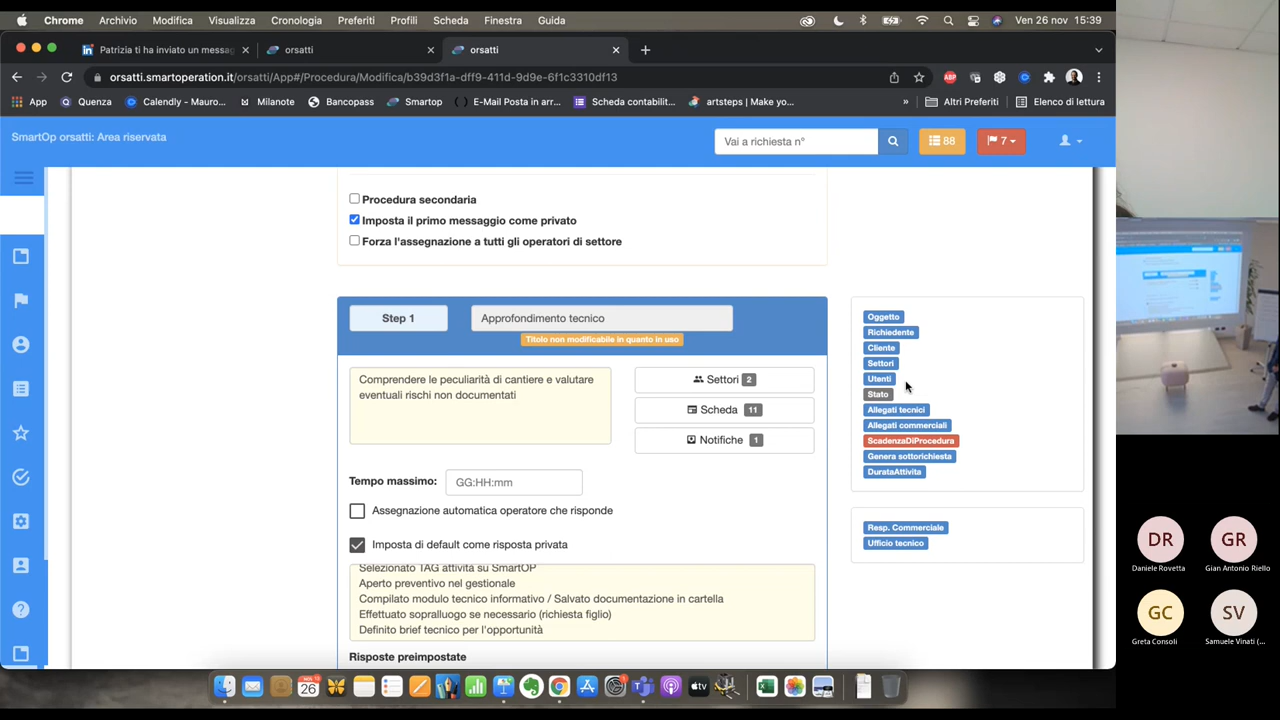 Chrome Archivio Modifica Visualizza Cronologia Preferiti Profili Scheda Finestra Guida Ven 26 nov 15:39
Patrizia ti ha inviato un messag
orsatti
orsatti
orsatti.smartoperation.it/orsatti/App#/Procedura/Modifica/b39d3f1a-dff9-411d-9d9e-6f1c3310df13
App Quenza Calendly - Mauro... Milanote Bancopass Smartop E-Mail Posta in arr... Scheda contabilit... artsteps | Make yo... » Altri Preferiti Elenco di lettura
SmartOp orsatti: Area riservata
Vai a richiesta n°
88
7
Procedura secondaria
Imposta il primo messaggio come privato
Forza l'assegnazione a tutti gli operatori di settore
Step 1
Approfondimento tecnico
Titolo non modificabile in quanto in uso
Comprendere le peculiarità di cantiere e valutare
eventuali rischi non documentati
Settori 2
Scheda 11
Notifiche 1
Tempo massimo: GG:HH:mm
Assegnazione automatica operatore che risponde
Imposta di default come risposta privata
Selezionato TAG attività su SmartOP
Aperto preventivo nel gestionale
Compilato modulo tecnico informativo / Salvato documentazione in cartella
Effettuato sopralluogo se necessario (richiesta figlio)
Definito brief tecnico per l'opportunità
Risposte preimpostate
Oggetto
Richiedente
Cliente
Settori
Utenti
Stato
Allegati tecnici
Allegati commerciali
ScadenzaDiProcedura
Genera sottorichiesta
DurataAttivita
Resp. Commerciale
Ufficio tecnico
DR
Daniele Rovetta
GR
Gian Antonio Riello
GC
Greta Consoli
SV
Samuele Vinati (...
26
tv